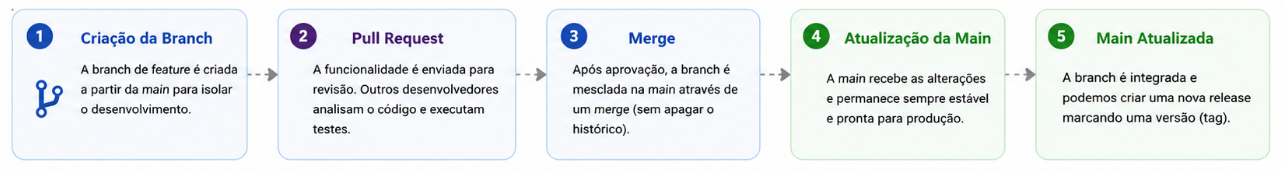 1
Criação da Branch
A branch de feature é criada
a partir da main para isolar
o desenvolvimento.
2
Pull Request
A funcionalidade é enviada para
revisão. Outros desenvolvedores
analisam o código e executam
testes.
3
Merge
Após aprovação, a branch é
mesclada na main através de
um merge (sem apagar o
histórico).
4
Atualização da Main
A main recebe as alterações
e permanece sempre estável
e pronta para produção.
5
Main Atualizada
A branch é integrada e
podemos criar uma nova release
marcando uma versão (tag).